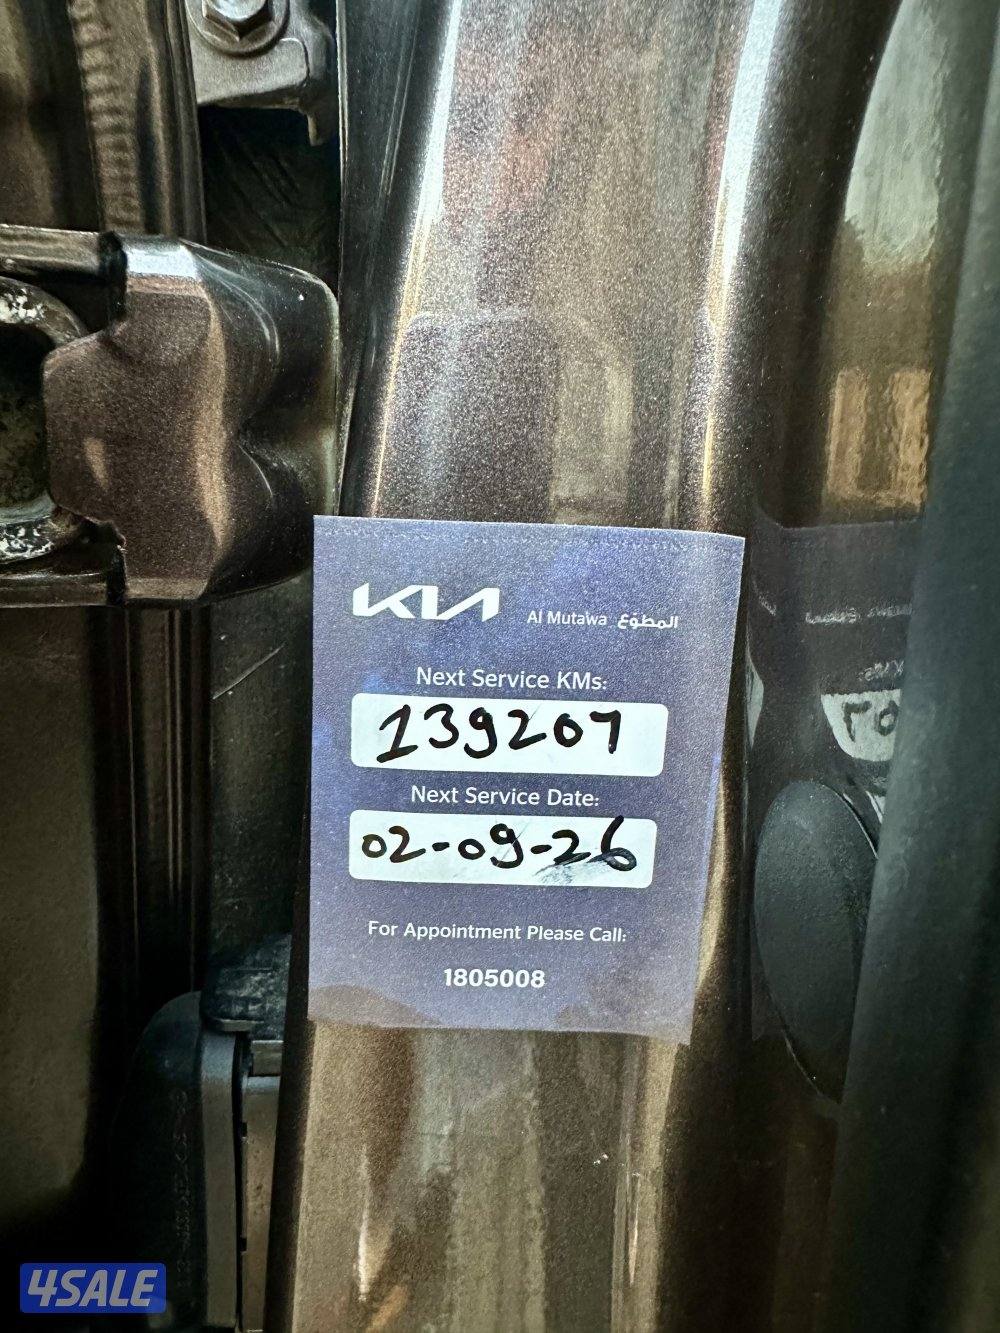 KIA Al Mutawa المطوّع
Next Service KMs:
139207
Next Service Date:
02-09-26
For Appointment Please Call:
1805008
4SALE